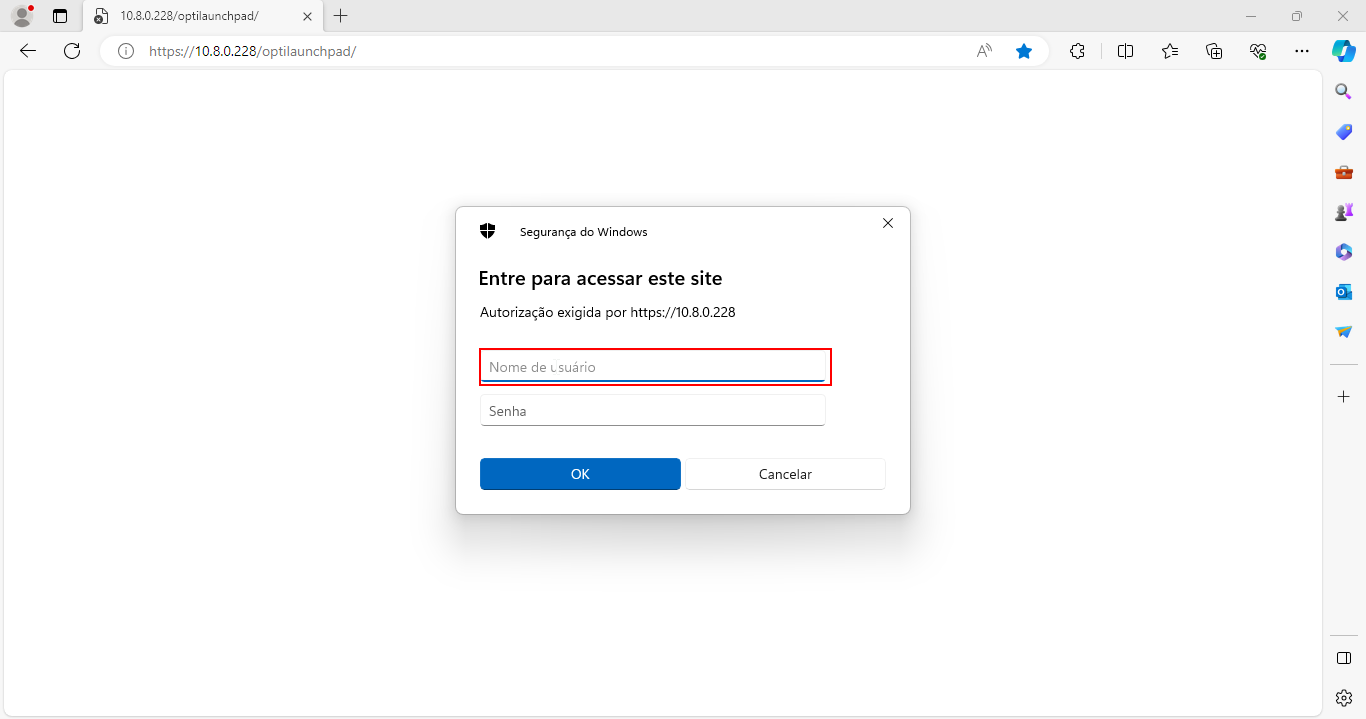 10.8.0.228/optilaunchpad/
https://10.8.0.228/optilaunchpad/
Segurança do Windows
Entre para acessar este site
Autorização exigida por https://10.8.0.228
Nome de usuário
Senha
OK
Cancelar